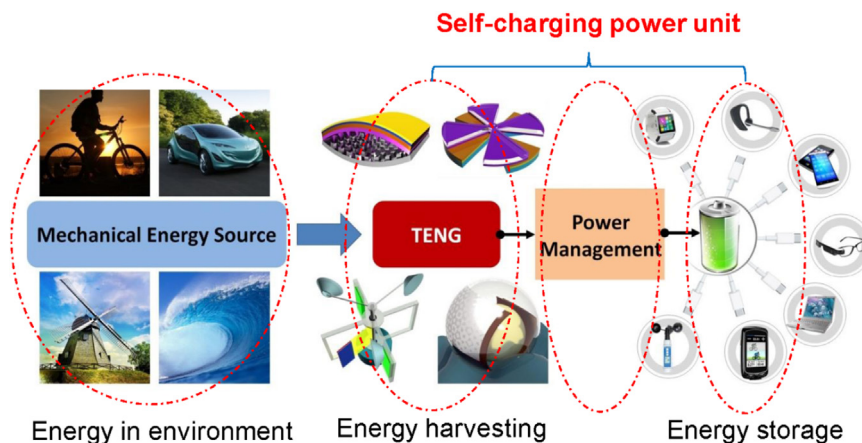 Self-charging power unit
Mechanical Energy Source
TENG
Power
Management
Energy in environment
Energy harvesting
Energy storage